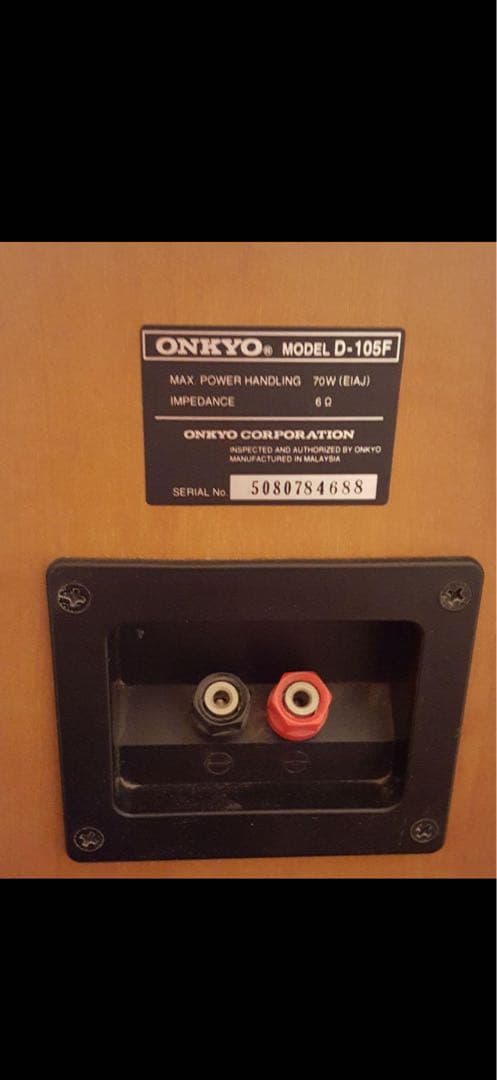 ONKYO® MODEL D-105F
MAX. POWER HANDLING 70W (EIAJ)
IMPEDANCE 6 Ω
ONKYO CORPORATION
INSPECTED AND AUTHORIZED BY ONKYO
MANUFACTURED IN MALAYSIA
SERIAL No. 5080784688